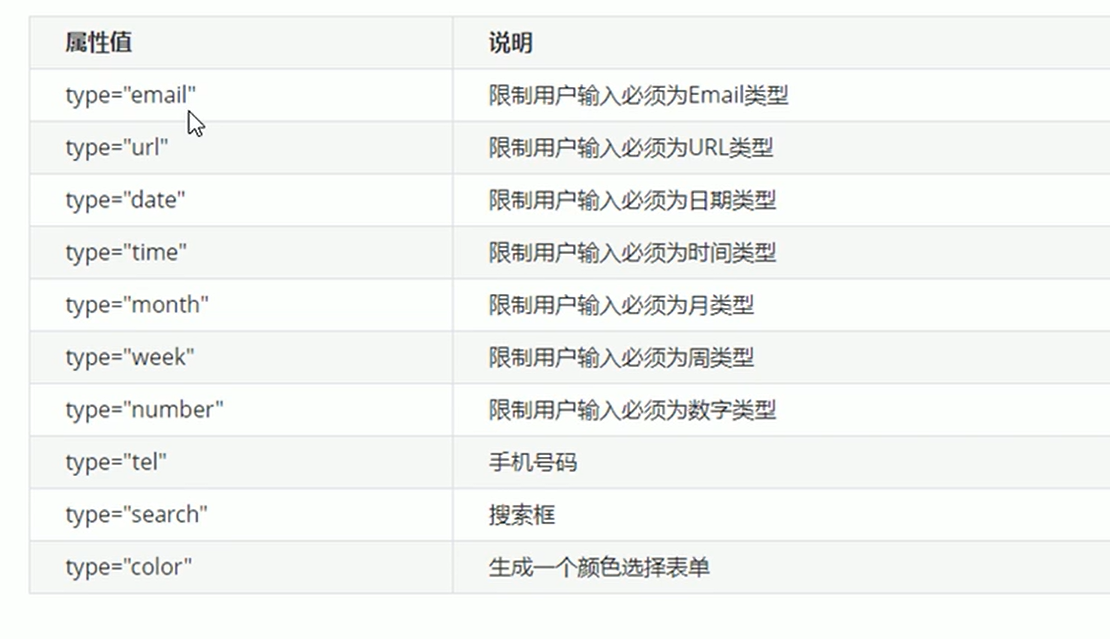 属性值 说明
type="email" 限制用户输入必须为Email类型
type="url" 限制用户输入必须为URL类型
type="date" 限制用户输入必须为日期类型
type="time" 限制用户输入必须为时间类型
type="month" 限制用户输入必须为月类型
type="week" 限制用户输入必须为周类型
type="number" 限制用户输入必须为数字类型
type="tel" 手机号码
type="search" 搜索框
type="color" 生成一个颜色选择表单